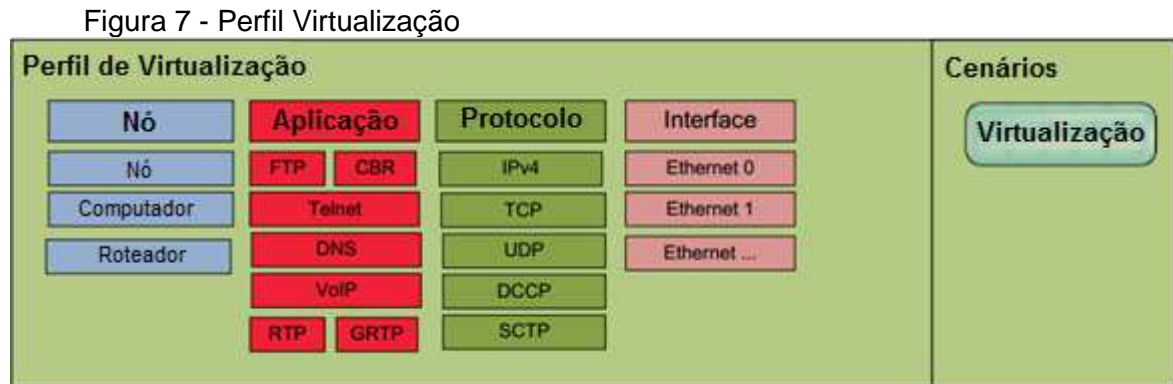 Figura 7 - Perfil Virtualização
Perfil de Virtualização
Cenários
Nó
Aplicação
Protocolo
Interface
Virtualização
Nó
FTP
CBR
IPv4
Ethernet 0
Computador
Telnet
TCP
Ethernet 1
Roteador
DNS
UDP
Ethernet ...
VoIP
DCCP
RTP
GRTP
SCTP